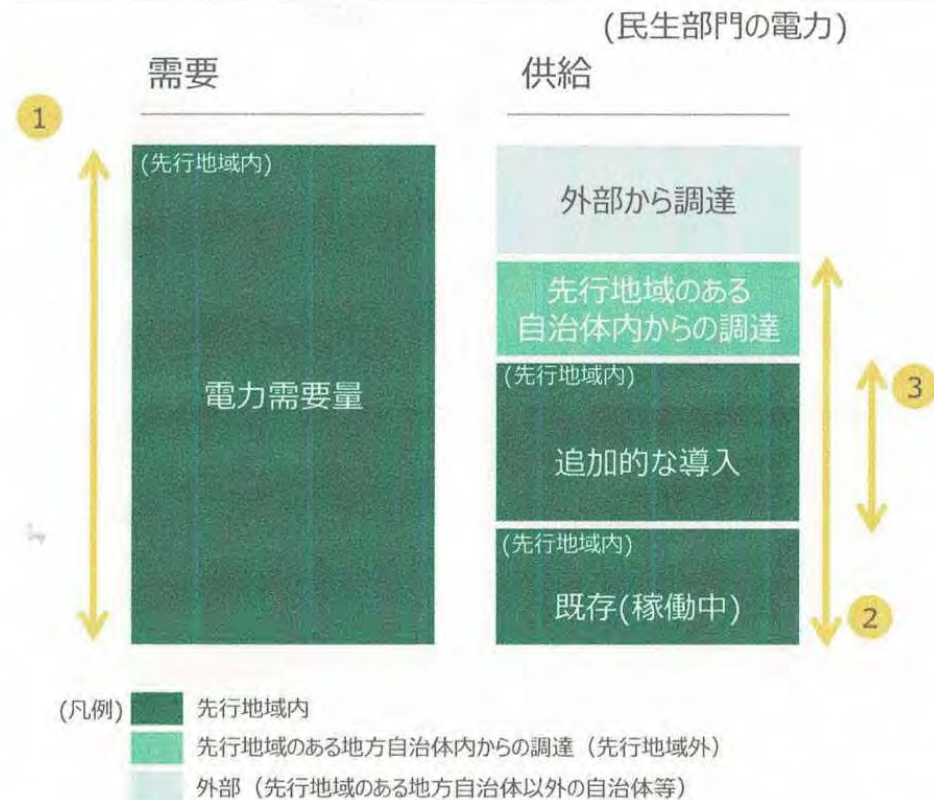 (民生部門の電力)
需要
供給
1
(先行地域内)
電力需要量
外部から調達
先行地域のある
自治体内からの調達
(先行地域内)
追加的な導入
3
(先行地域内)
既存(稼働中)
2
(凡例)
先行地域内
先行地域のある地方自治体内からの調達（先行地域外）
外部（先行地域のある地方自治体以外の自治体等）